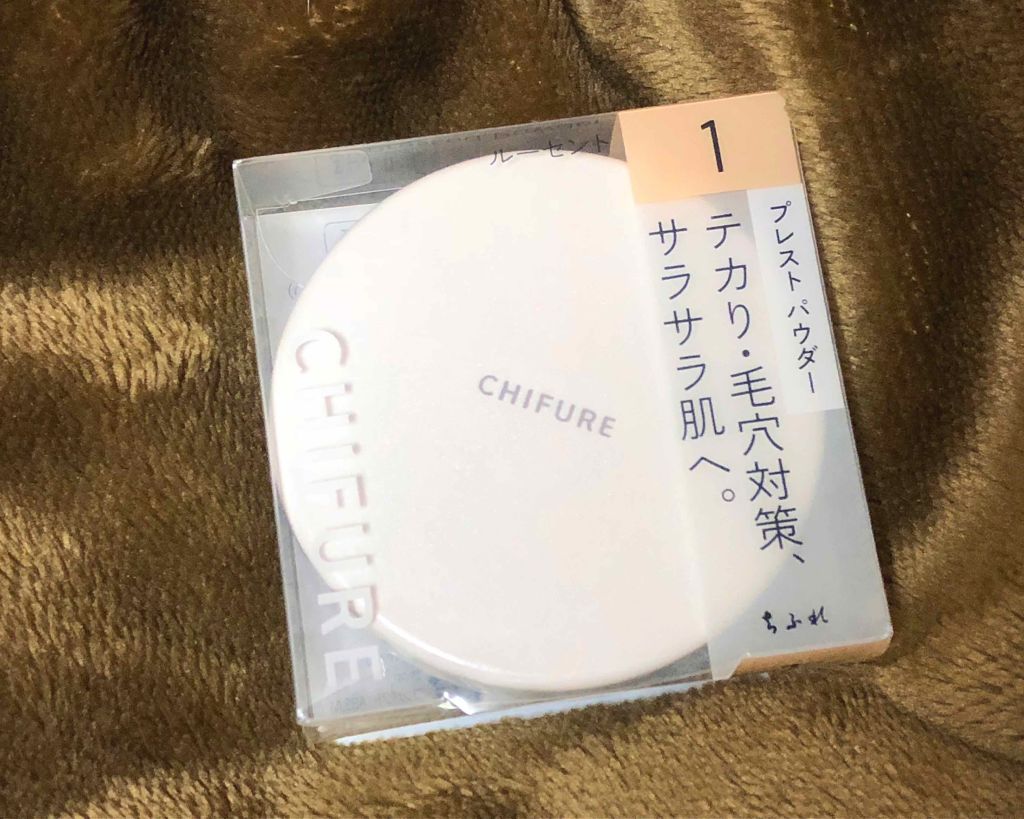 ルーセント
1
プレスト パウダー
テカリ・毛穴対策、
サラサラ肌へ。
CHIFURE
CHIFURE
ちふれ